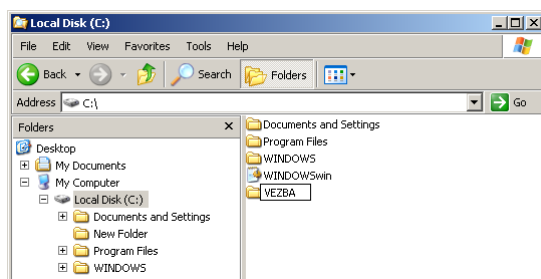 Local Disk (C:)
File Edit View Favorites Tools Help
Back Search Folders
Address C:\ Go
Folders x
Desktop
My Documents
My Computer
Local Disk (C:)
Documents and Settings
New Folder
Program Files
WINDOWS
Documents and Settings
Program Files
WINDOWS
WINDOWSwin
VEZBA